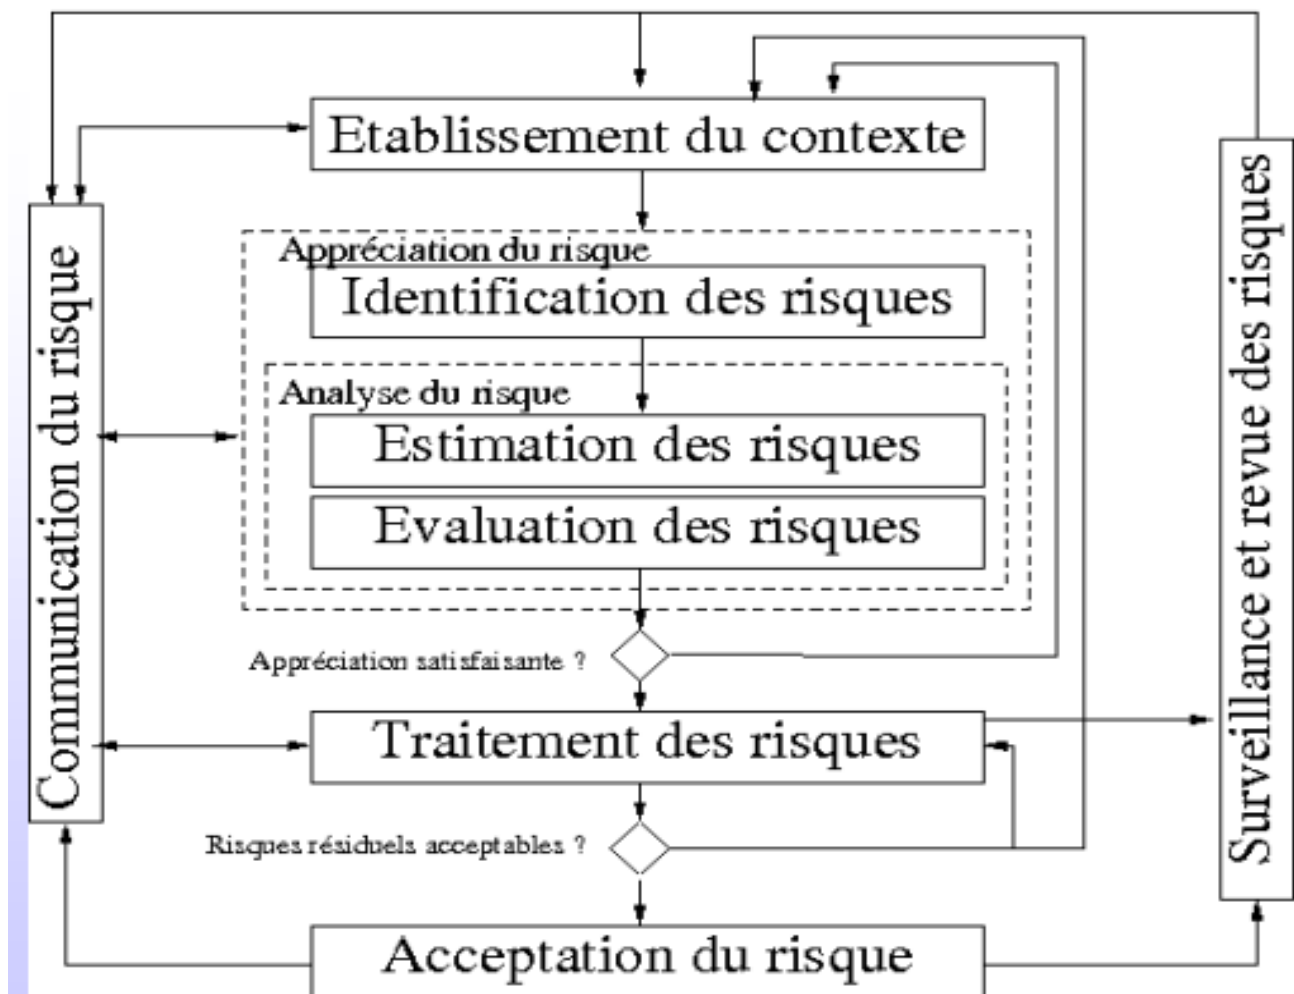 Etablissement du contexte
Appréciation du risque
Identification des risques
Analyse du risque
Estimation des risques
Evaluation des risques
Appréciation satisfaisante ?
Traitement des risques
Risques résiduels acceptables ?
Acceptation du risque
Communication du risque
Surveillance et revue des risques